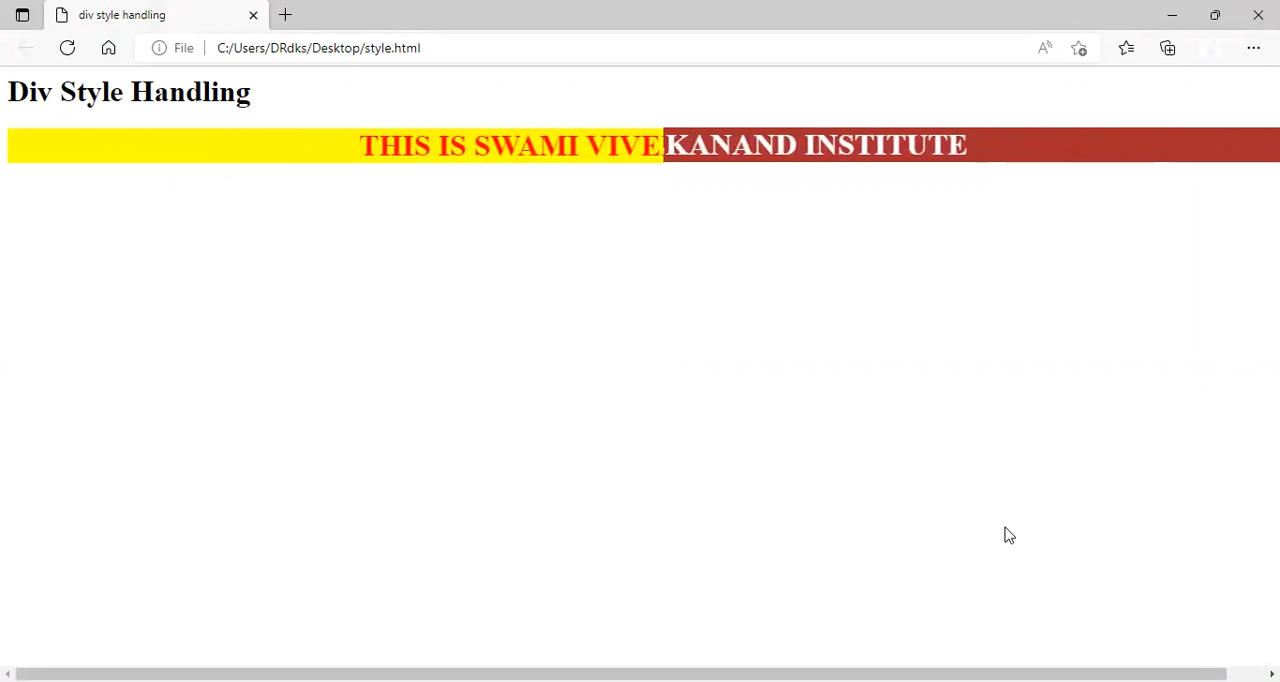 div style handling
File C:/Users/DRdks/Desktop/style.html
Div Style Handling
THIS IS SWAMI VIVEKANAND INSTITUTE